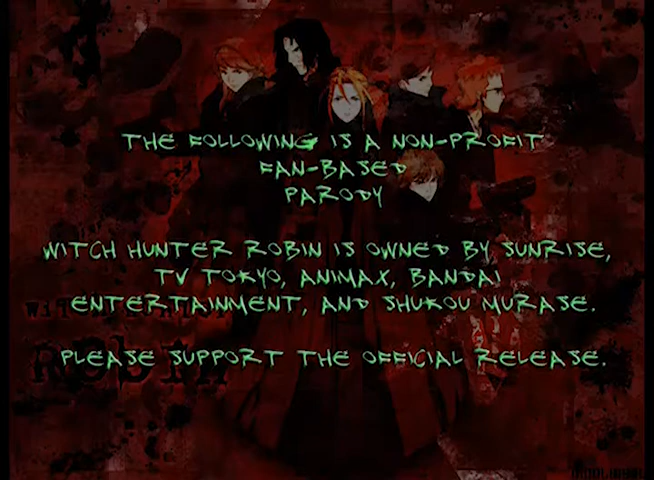 THE FOLLOWING IS A NON-PROFIT
FAN-BASED
PARODY
WITCH HUNTER ROBIN IS OWNED BY SUNRISE,
TV TOKYO, ANIMAX, BANDAI
ENTERTAINMENT, AND SHUKOU MURASE.
PLEASE SUPPORT THE OFFICIAL RELEASE.
Robin